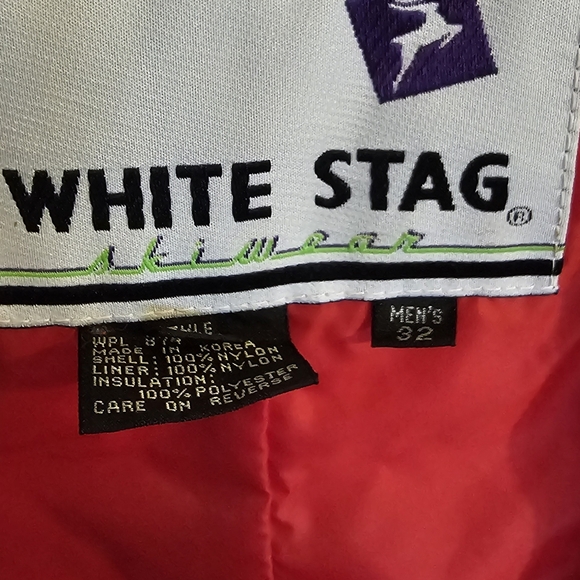 WHITE STAG®
skiwear
WPL
MADE IN KOREA
SHELL: 100% NYLON
LINER: 100% NYLON
INSULATION:
100% POLYESTER
CARE ON REVERSE
MEN'S
32